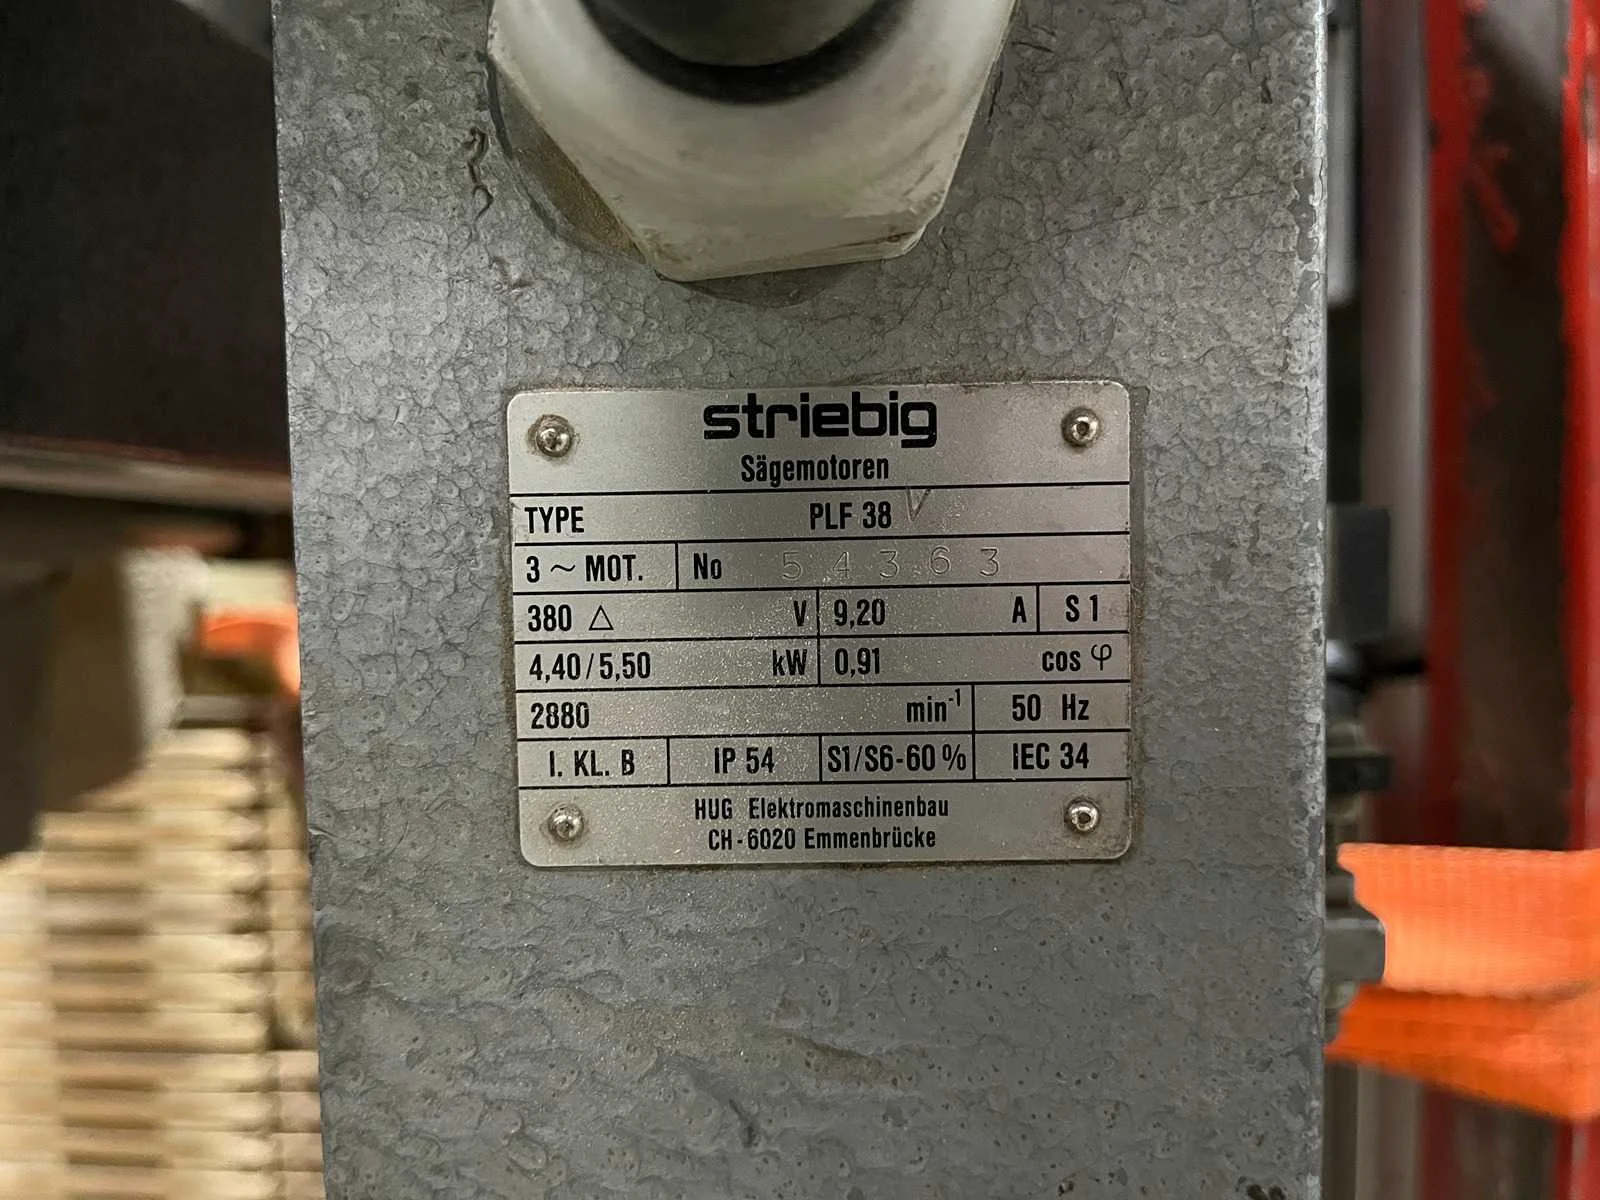 striebig
Sägemotoren
TYPE PLF 38 V
3 ~ MOT. No 54363
380 △ V 9,20 A S 1
4,40/5,50 kW 0,91 cos φ
2880 min⁻¹ 50 Hz
I. KL. B IP 54 S1/S6-60% IEC 34
HUG Elektromaschinenbau
CH-6020 Emmenbrücke